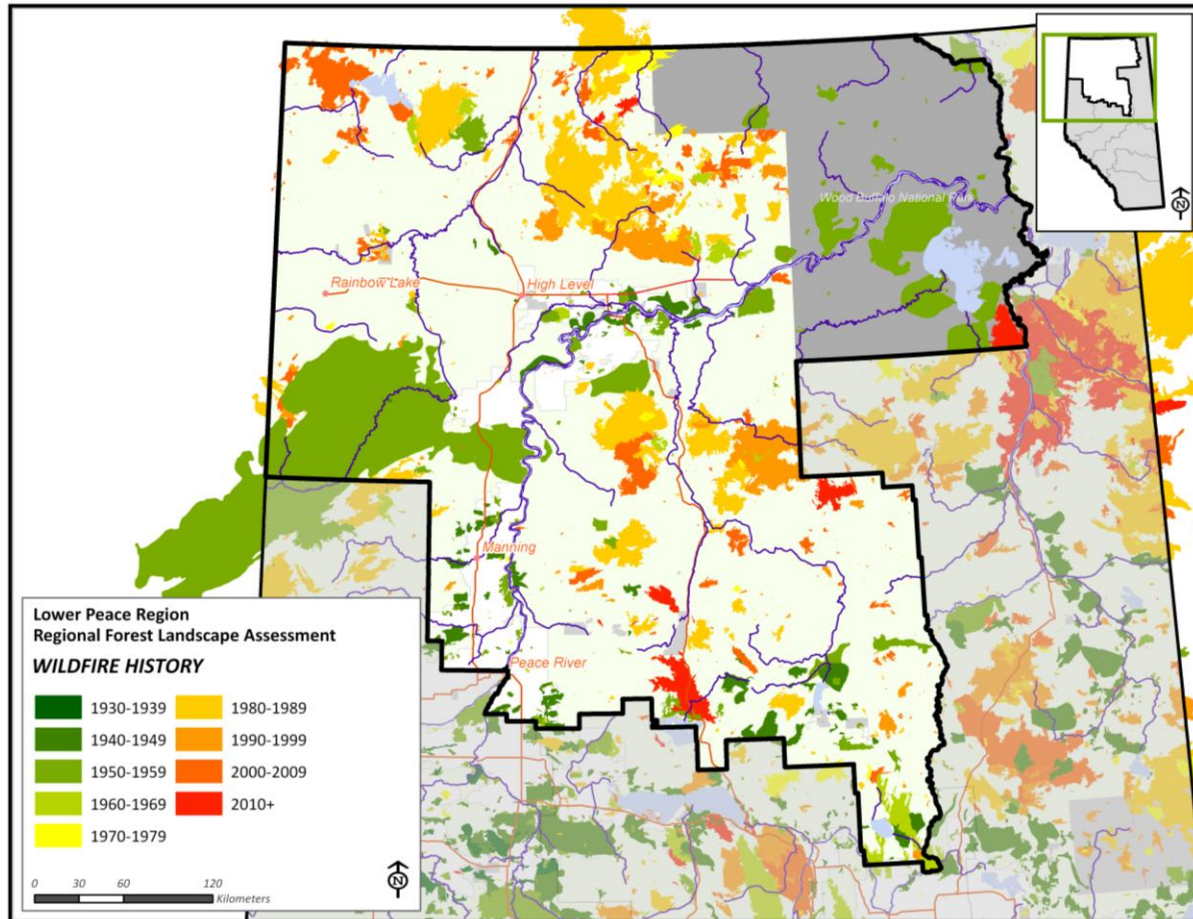 Wood Buffalo National Park
Rainbow Lake
High Level
Manning
Peace River
Lower Peace Region
Regional Forest Landscape Assessment
WILDFIRE HISTORY
1930-1939
1940-1949
1950-1959
1960-1969
1970-1979
1980-1989
1990-1999
2000-2009
2010+
0 30 60 120
Kilometers
N
N